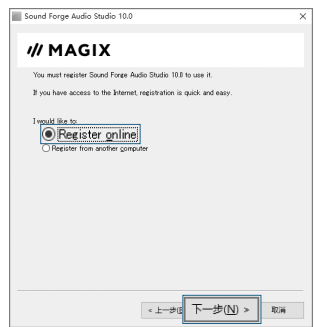 Sound Forge Audio Studio 10.0
MAGIX
You must register Sound Forge Audio Studio 10.0 to use it.
If you have access to the Internet, registration is quick and easy.
I would like to:
Register online
Register from another computer
< 上一步(B 下一步(N) > 取消